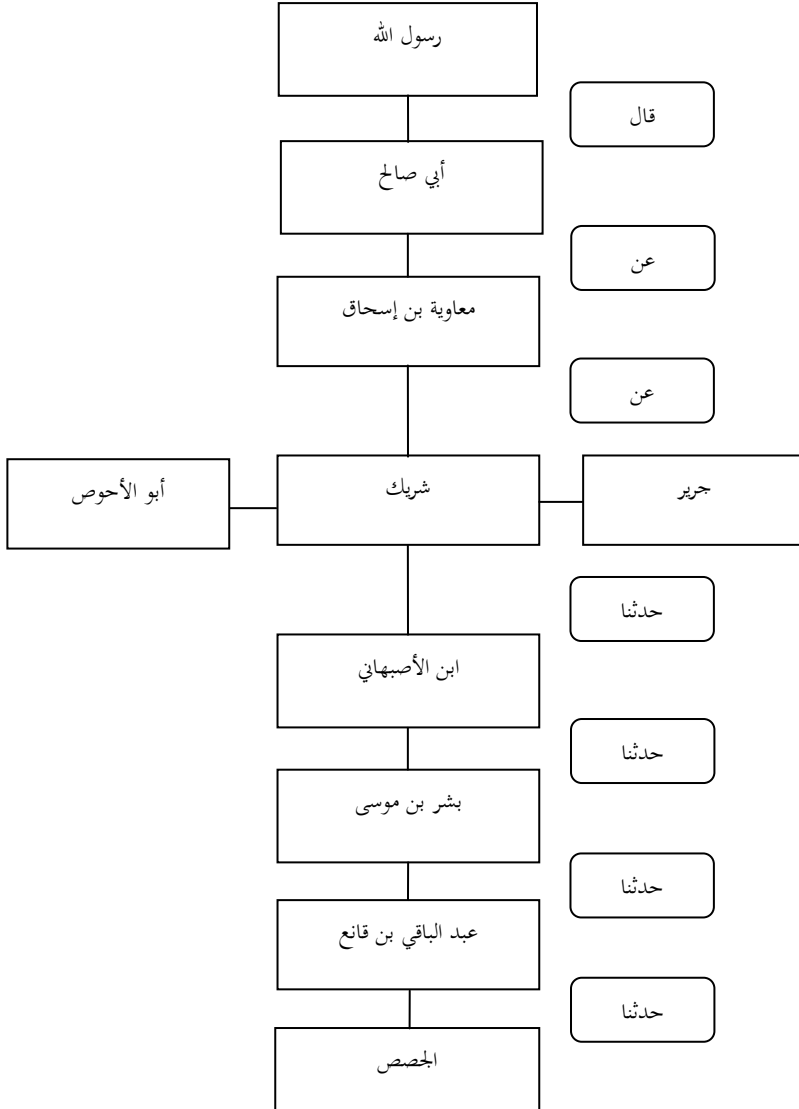 رسول الله
قال
أبي صالح
عن
معاوية بن إسحاق
عن
جرير
شريك
أبو الأحوص
حدثنا
ابن الأصبهاني
حدثنا
بشر بن موسى
حدثنا
عبد الباقي بن قانع
حدثنا
الجصص